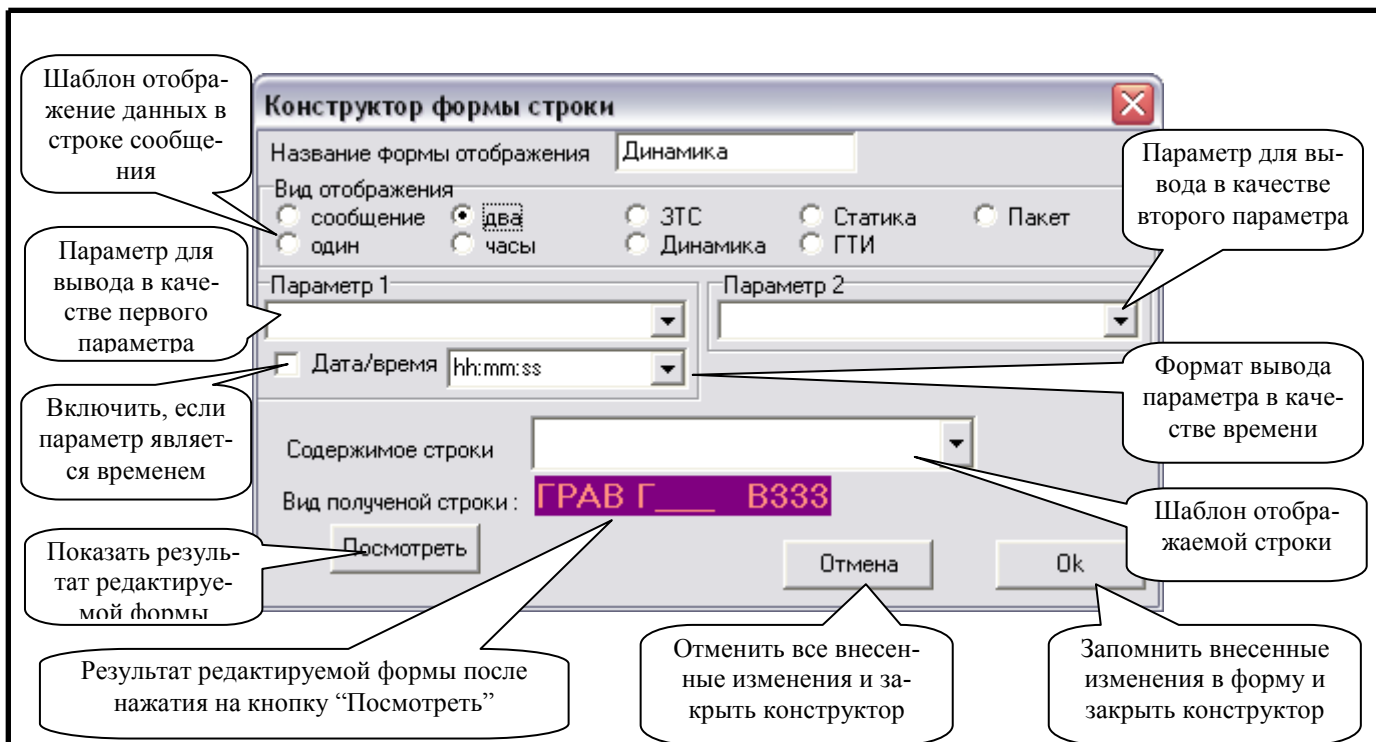 Шаблон отобра-
жение данных в
строке сообще-
ния
Конструктор формы строки
Название формы отображения
Динамика
Параметр для вы-
вода в качестве
второго параметра
Вид отображения
сообщение два ЗТС Статика Пакет
один часы Динамика ГТИ
Параметр для
вывода в каче-
стве первого
параметра
Параметр 1 Параметр 2
Дата/время hh:mm:ss
Формат вывода
параметра в каче-
стве времени
Включить, если
параметр являет-
ся временем
Содержимое строки
Вид полученой строки : ГРАВ Г___ В333
Шаблон отобра-
жаемой строки
Показать резуль-
тат редактируе-
мой формы
Посмотреть
Отмена Ok
Результат редактируемой формы после
нажатия на кнопку “Посмотреть”
Отменить все внесен-
ные изменения и за-
крыть конструктор
Запомнить внесенные
изменения в форму и
закрыть конструктор